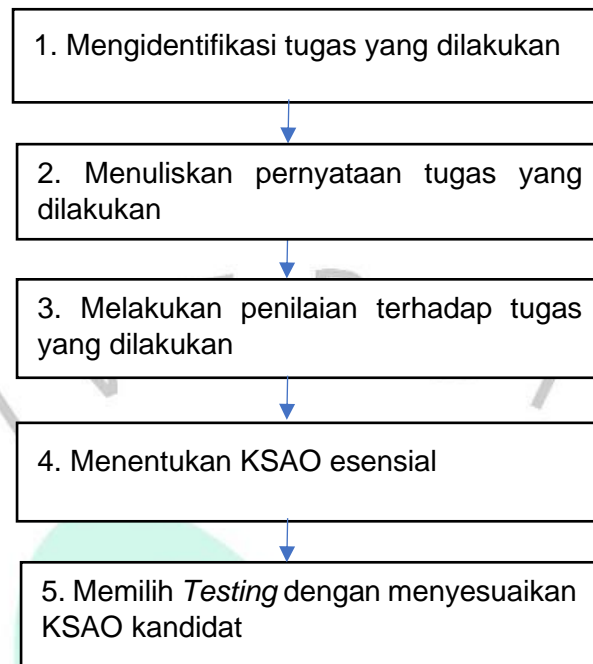 1. Mengidentifikasi tugas yang dilakukan
2. Menuliskan pernyataan tugas yang
dilakukan
3. Melakukan penilaian terhadap tugas
yang dilakukan
4. Menentukan KSAO esensial
5. Memilih Testing dengan menyesuaikan
KSAO kandidat